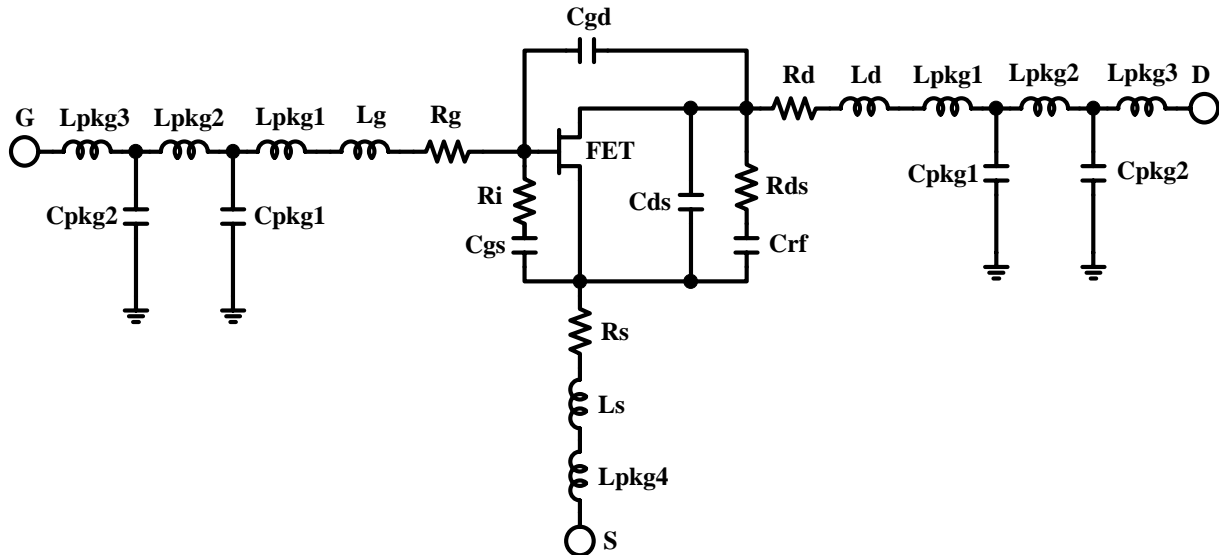 Cgd
Rd
Ld
Lpkg1
Lpkg2
Lpkg3
D
G
Lpkg3
Lpkg2
Lpkg1
Lg
Rg
FET
Cpkg2
Cpkg1
Ri
Cgs
Cds
Rds
Crf
Cpkg1
Cpkg2
Rs
Ls
Lpkg4
S